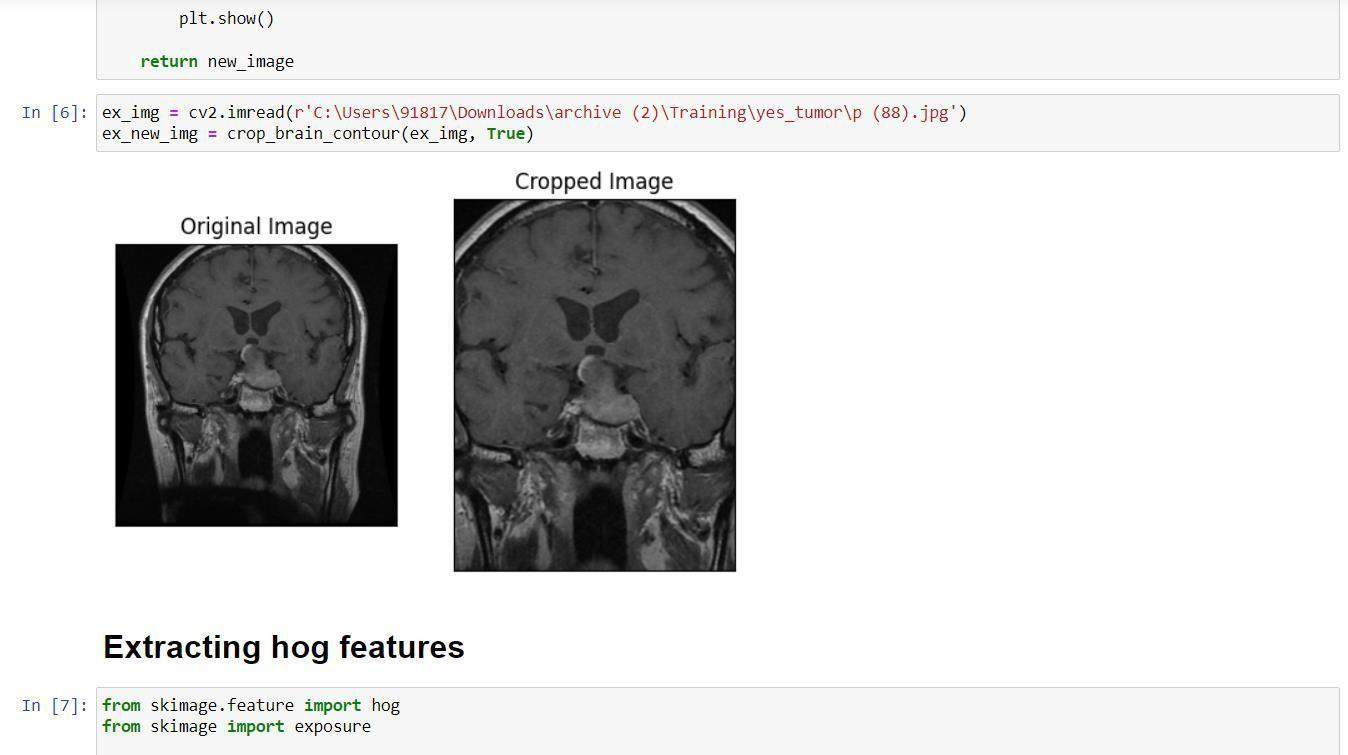 plt.show()
return new_image
In [6]:
ex_img = cv2.imread(r'C:\Users\91817\Downloads\archive (2)\Training\yes_tumor\p (88).jpg')
ex_new_img = crop_brain_contour(ex_img, True)
Original Image
Cropped Image
Extracting hog features
In [7]:
from skimage.feature import hog
from skimage import exposure